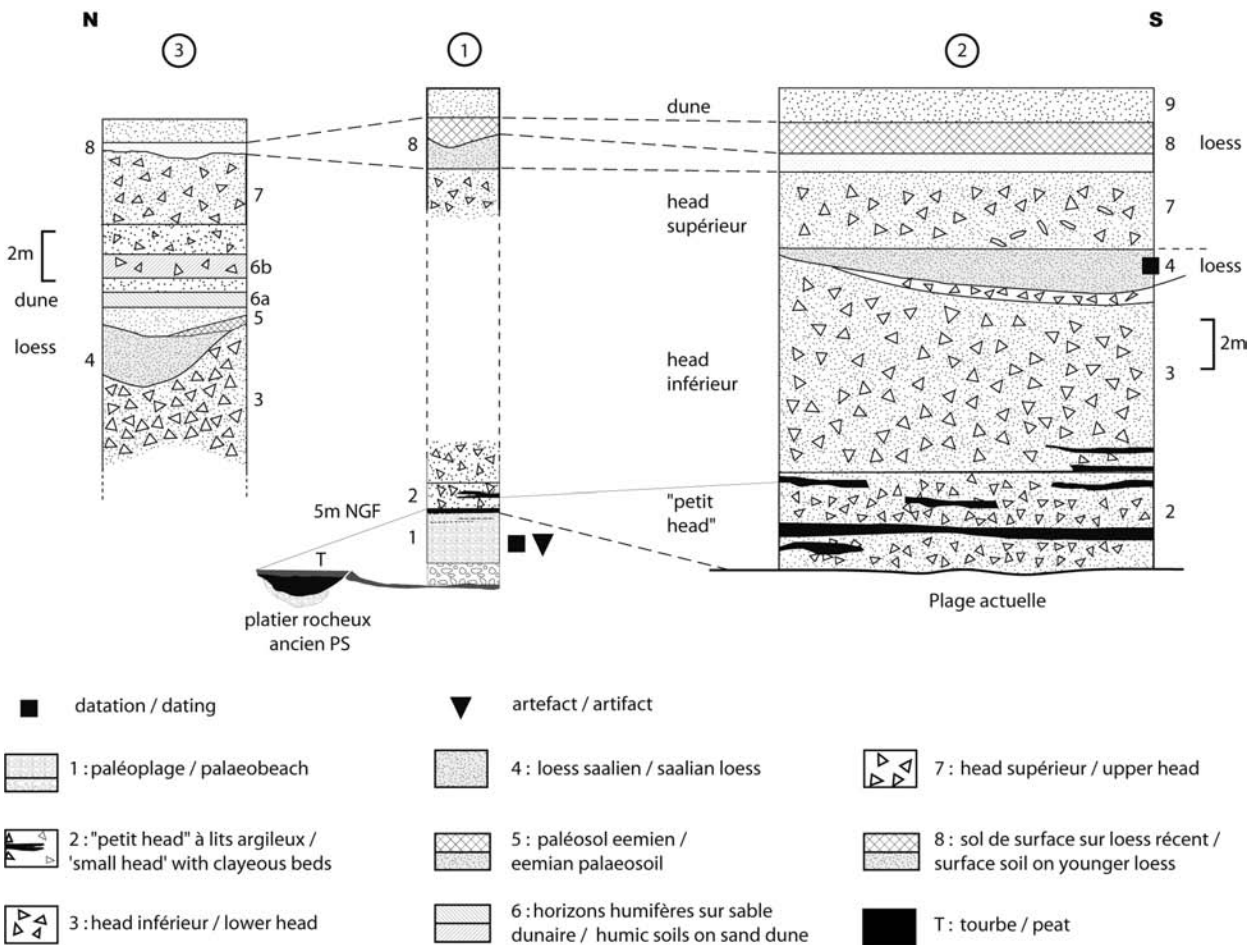 N
S
3
1
2
dune
9
8
8
8
loess
7
head
supérieur
7
2m
6b
4
loess
dune
6a
5
loess
4
3
head
inférieur
2m
3
2
5m NGF
"petit
head"
2
1
T
platier rocheux
ancien PS
Plage actuelle
datation / dating
artefact / artifact
1 : paléoplage / palaeobeach
4 : loess saalien / saalian loess
7 : head supérieur / upper head
2 : "petit head" à lits argileux /
'small head' with clayeous beds
5 : paléosol eemien /
eemian palaeosoil
8 : sol de surface sur loess récent /
surface soil on younger loess
3 : head inférieur / lower head
6 : horizons humifères sur sable
dunaire / humic soils on sand dune
T : tourbe / peat